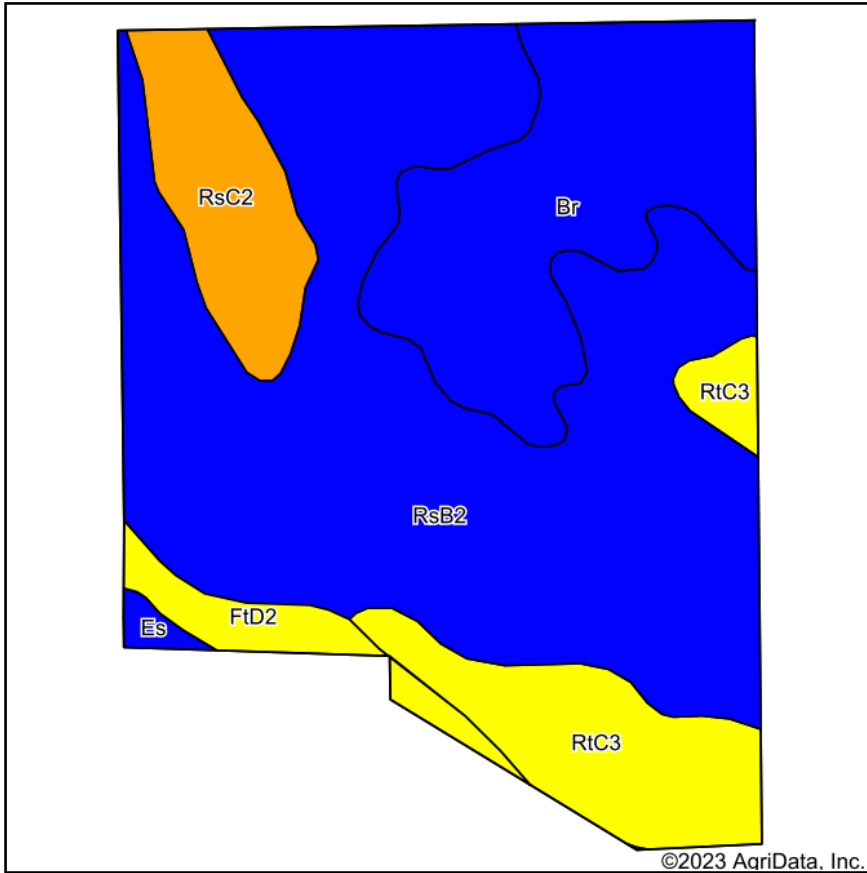 RsC2
Br
RtC3
RsB2
FtD2
Es
RtC3
©2023 AgriData, Inc.